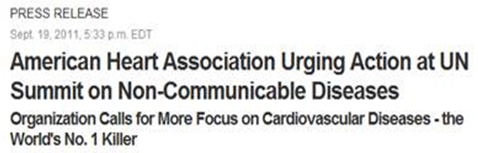 PRESS RELEASE
Sept. 19, 2011, 5:33 p.m. EDT
American Heart Association Urging Action at UN
Summit on Non-Communicable Diseases
Organization Calls for More Focus on Cardiovascular Diseases - the
World's No. 1 Killer